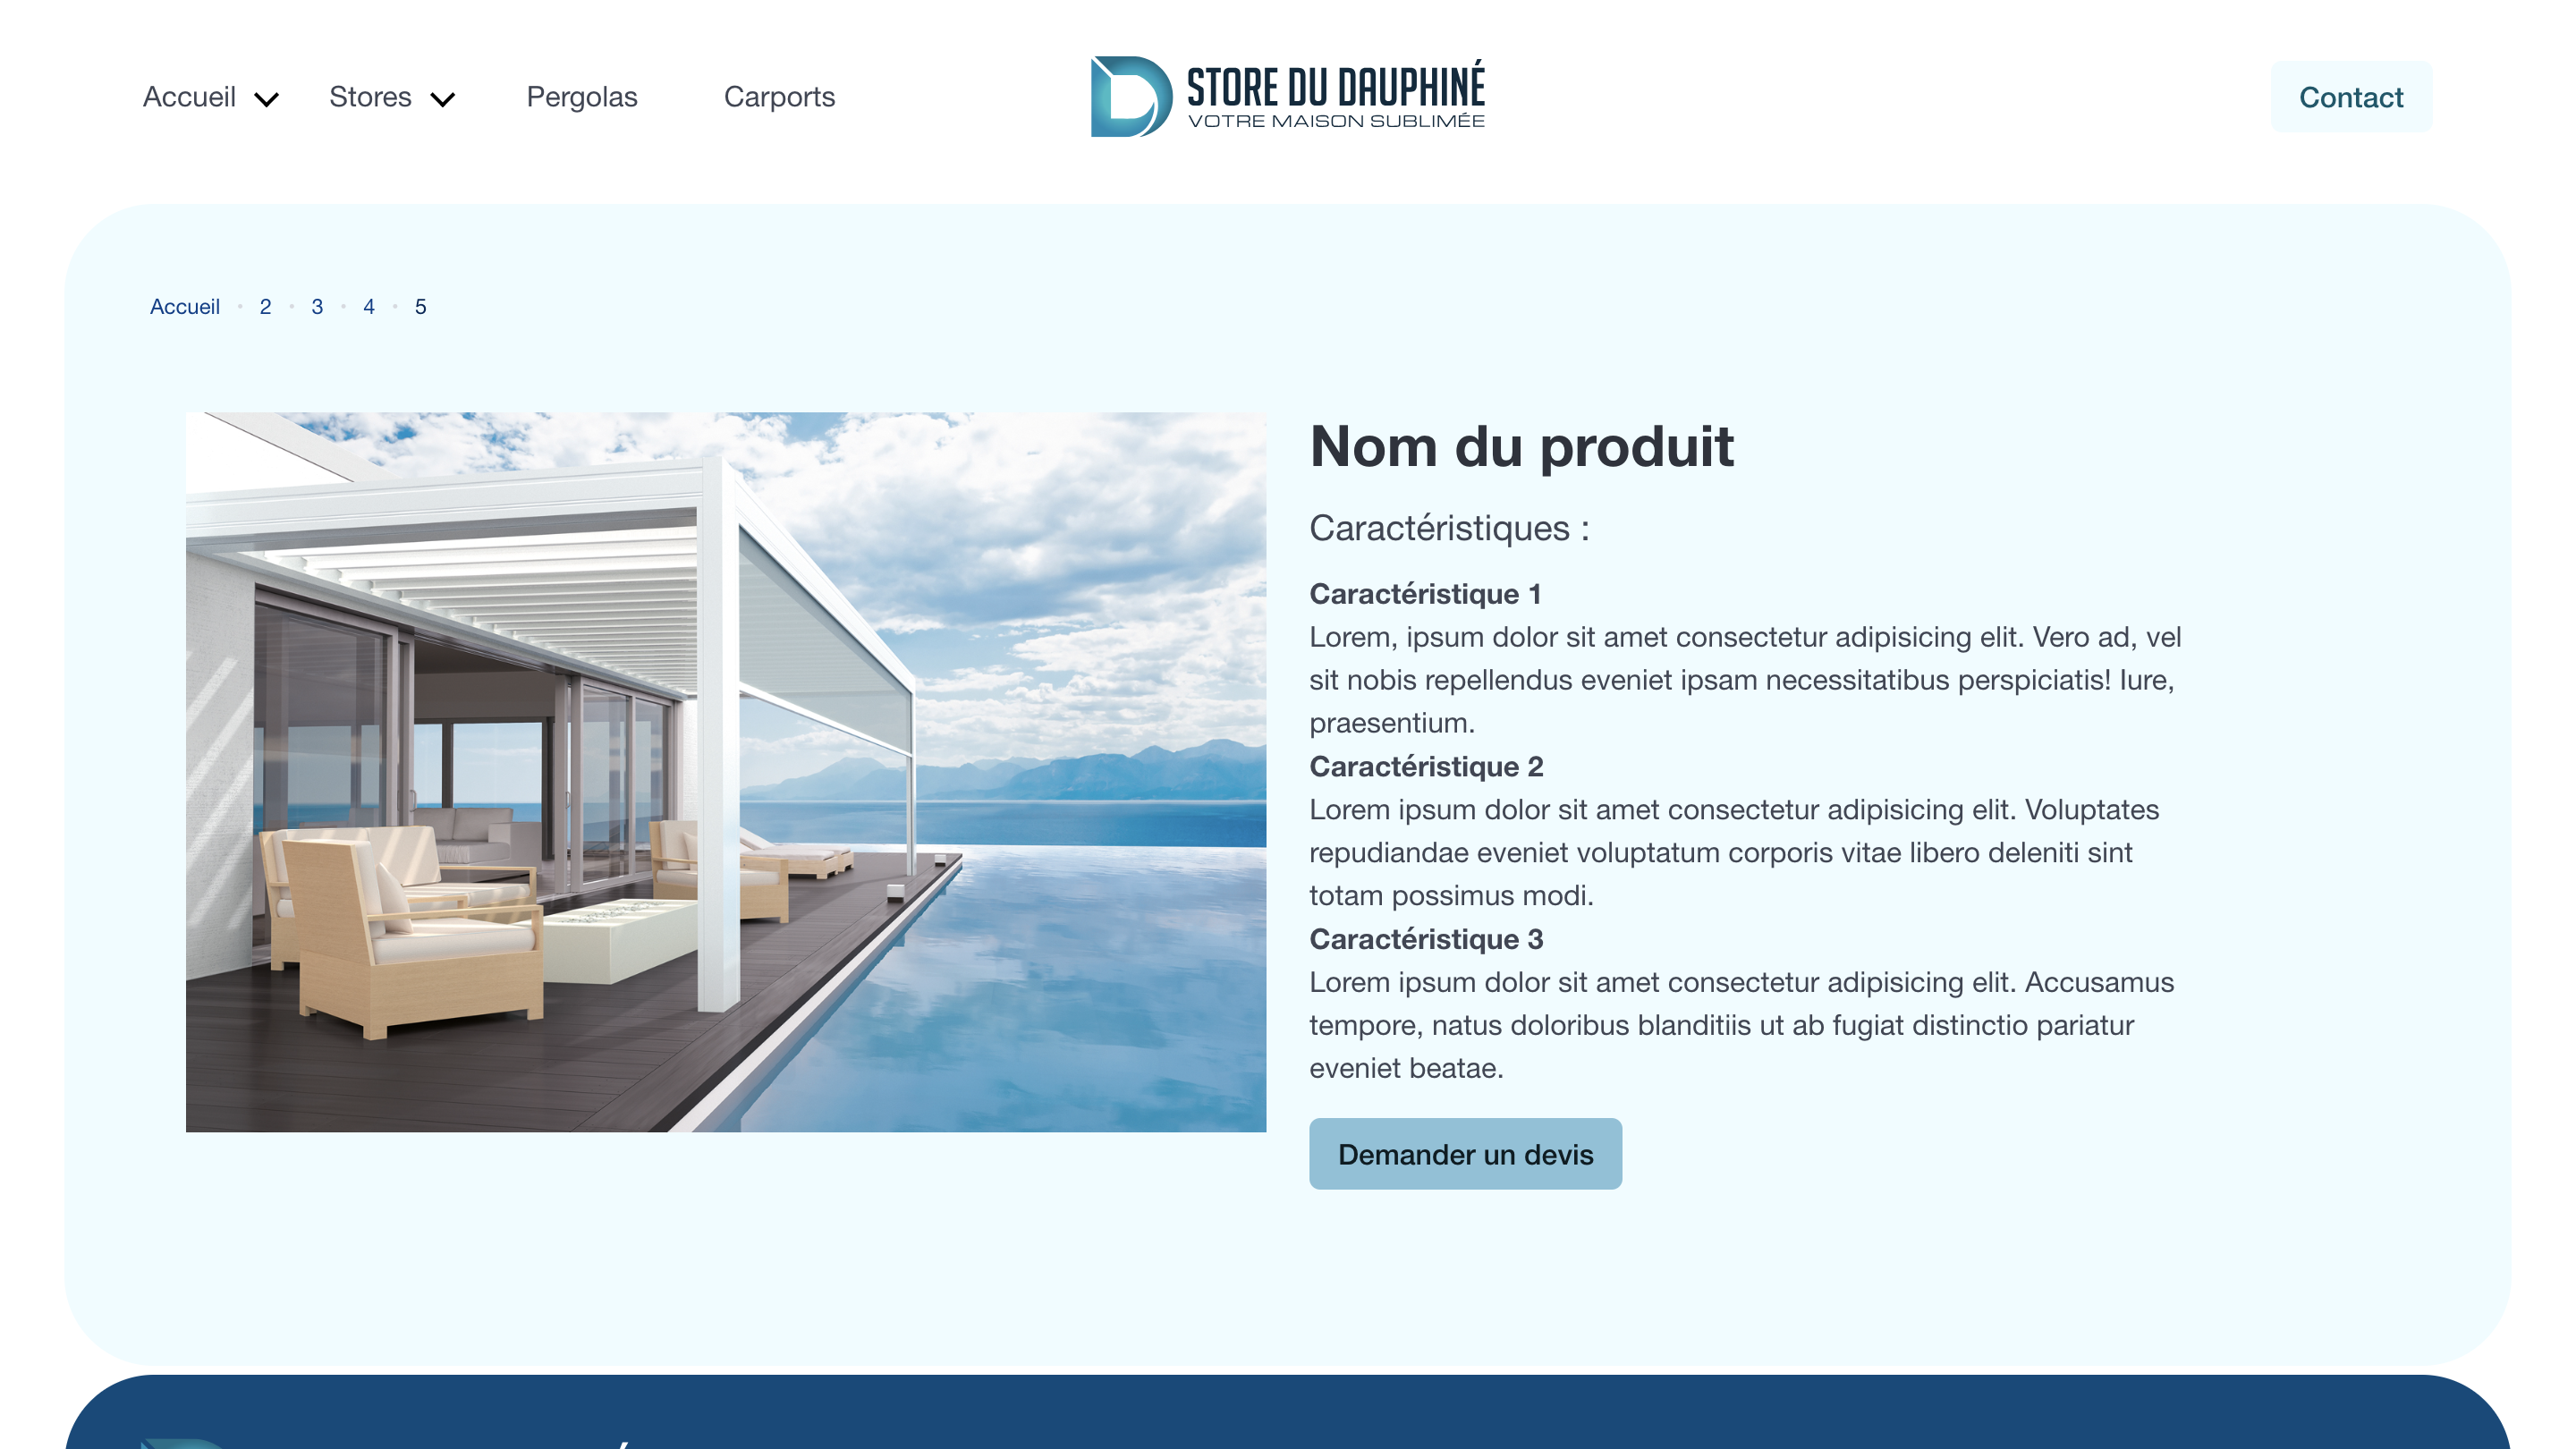 Accueil Stores Pergolas Carports
STORE DU DAUPHINÉ
VOTRE MAISON SUBLIMÉE
Contact
Accueil • 2 • 3 • 4 • 5
Nom du produit
Caractéristiques :
Caractéristique 1
Lorem, ipsum dolor sit amet consectetur adipisicing elit. Vero ad, vel
sit nobis repellendus eveniet ipsam necessitatibus perspiciatis! Iure,
praesentium.
Caractéristique 2
Lorem ipsum dolor sit amet consectetur adipisicing elit. Voluptates
repudiandae eveniet voluptatum corporis vitae libero deleniti sint
totam possimus modi.
Caractéristique 3
Lorem ipsum dolor sit amet consectetur adipisicing elit. Accusamus
tempore, natus doloribus blanditiis ut ab fugiat distinctio pariatur
eveniet beatae.
Demander un devis